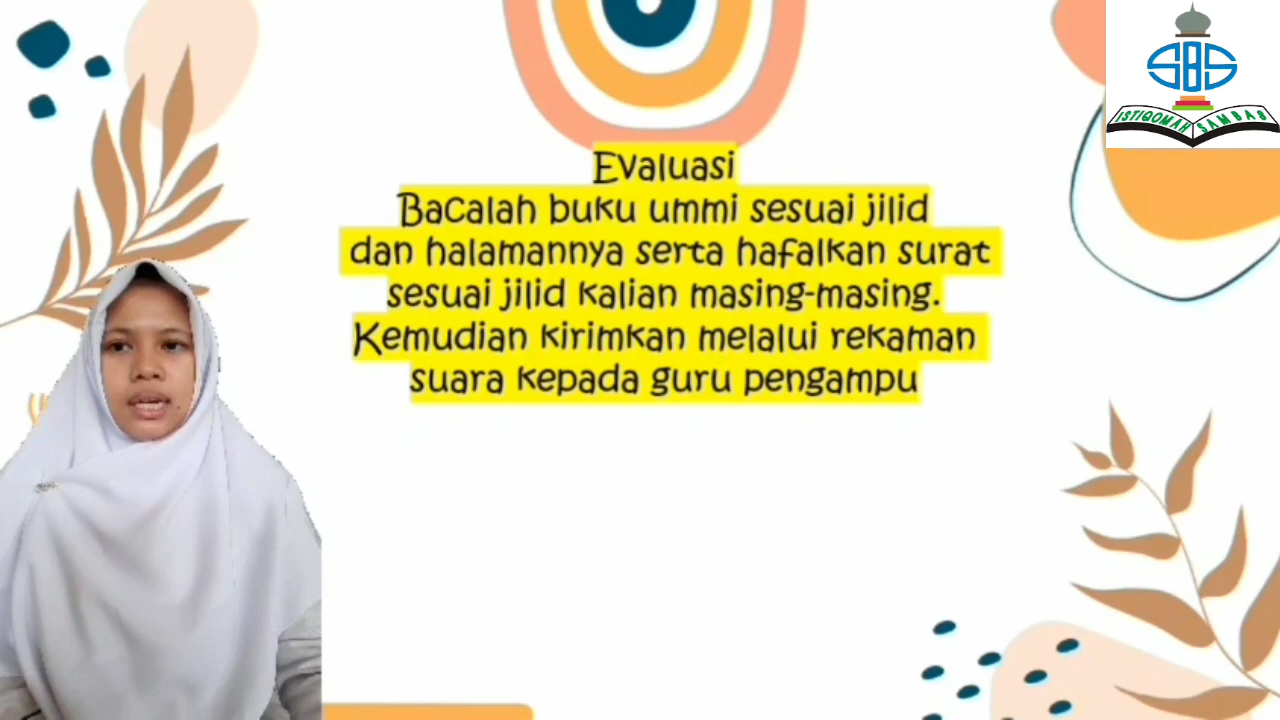 SBS
ISTIQOMAH SAMBAS
Evaluasi
Bacalah buku ummi sesuai jilid
dan halamannya serta hafalkan surat
sesuai jilid kalian masing-masing.
Kemudian kirimkan melalui rekaman
suara kepada guru pengampu